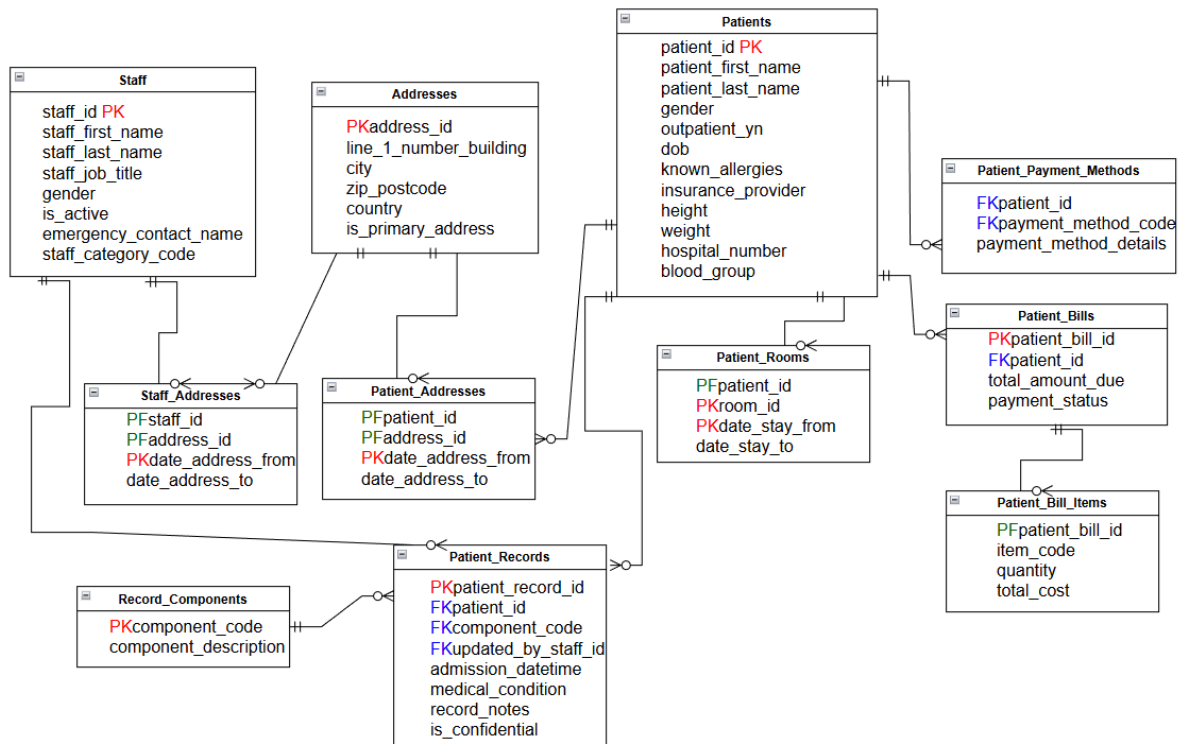 Staff
staff_id PK
staff_first_name
staff_last_name
staff_job_title
gender
is_active
emergency_contact_name
staff_category_code
Addresses
PKaddress_id
line_1_number_building
city
zip_postcode
country
is_primary_address
Patients
patient_id PK
patient_first_name
patient_last_name
gender
outpatient_yn
dob
known_allergies
insurance_provider
height
weight
hospital_number
blood_group
Patient_Payment_Methods
FKpatient_id
FKpayment_method_code
payment_method_details
Patient_Bills
PKpatient_bill_id
FKpatient_id
total_amount_due
payment_status
Staff_Addresses
PFstaff_id
PFaddress_id
PKdate_address_from
date_address_to
Patient_Addresses
PFpatient_id
PFaddress_id
PKdate_address_from
date_address_to
Patient_Rooms
PFpatient_id
PKroom_id
PKdate_stay_from
date_stay_to
Patient_Bill_Items
PFpatient_bill_id
item_code
quantity
total_cost
Record_Components
PKcomponent_code
component_description
Patient_Records
PKpatient_record_id
FKpatient_id
FKcomponent_code
FKupdated_by_staff_id
admission_datetime
medical_condition
record_notes
is_confidential